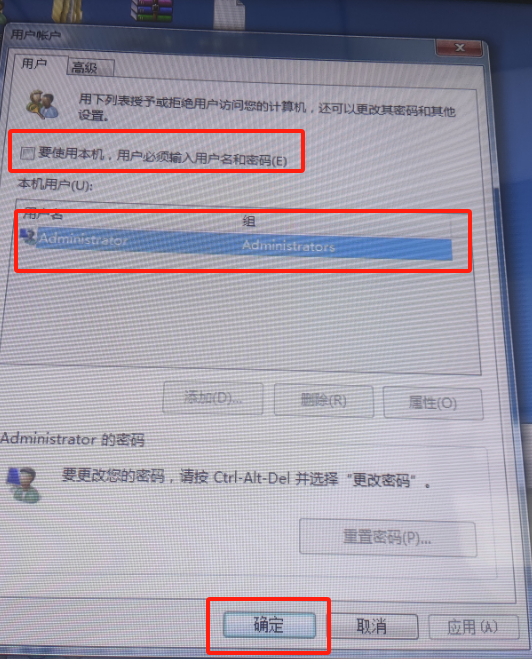 用户帐户
用户 高级
用下列表授予或拒绝用户访问您的计算机，还可以更改其密码和其他
设置。
要使用本机，用户必须输入用户名和密码(E)
本机用户(U):
用户名 组
Administrator Administrators
添加(D)... 删除(R) 属性(O)
Administrator 的密码
要更改您的密码，请按 Ctrl-Alt-Del 并选择“更改密码”。
重置密码(P)...
确定 取消 应用(A)